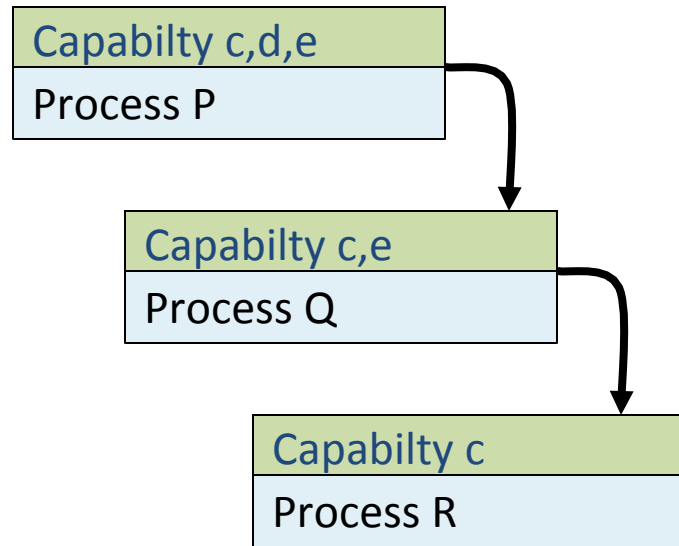 Capabilty c,d,e
Process P
Capabilty c,e
Process Q
Capabilty c
Process R